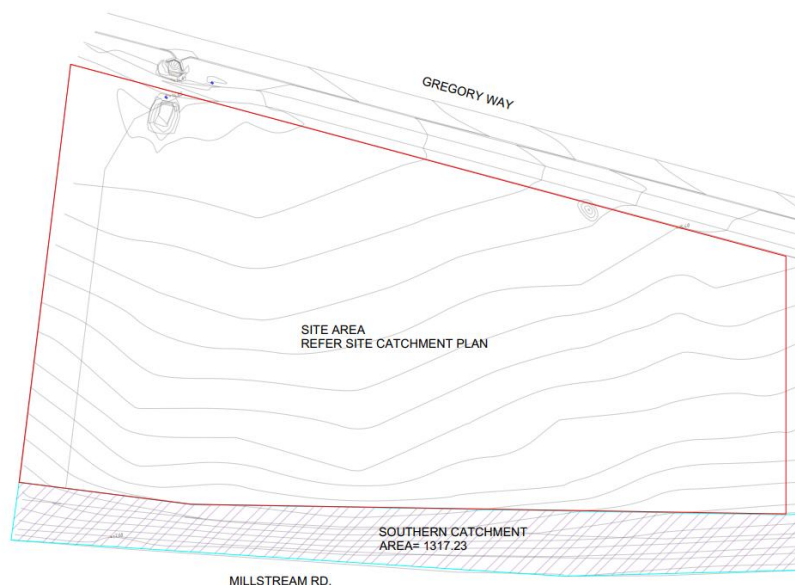 GREGORY WAY
SITE AREA
REFER SITE CATCHMENT PLAN
SOUTHERN CATCHMENT
AREA= 1317.23
MILLSTREAM RD.